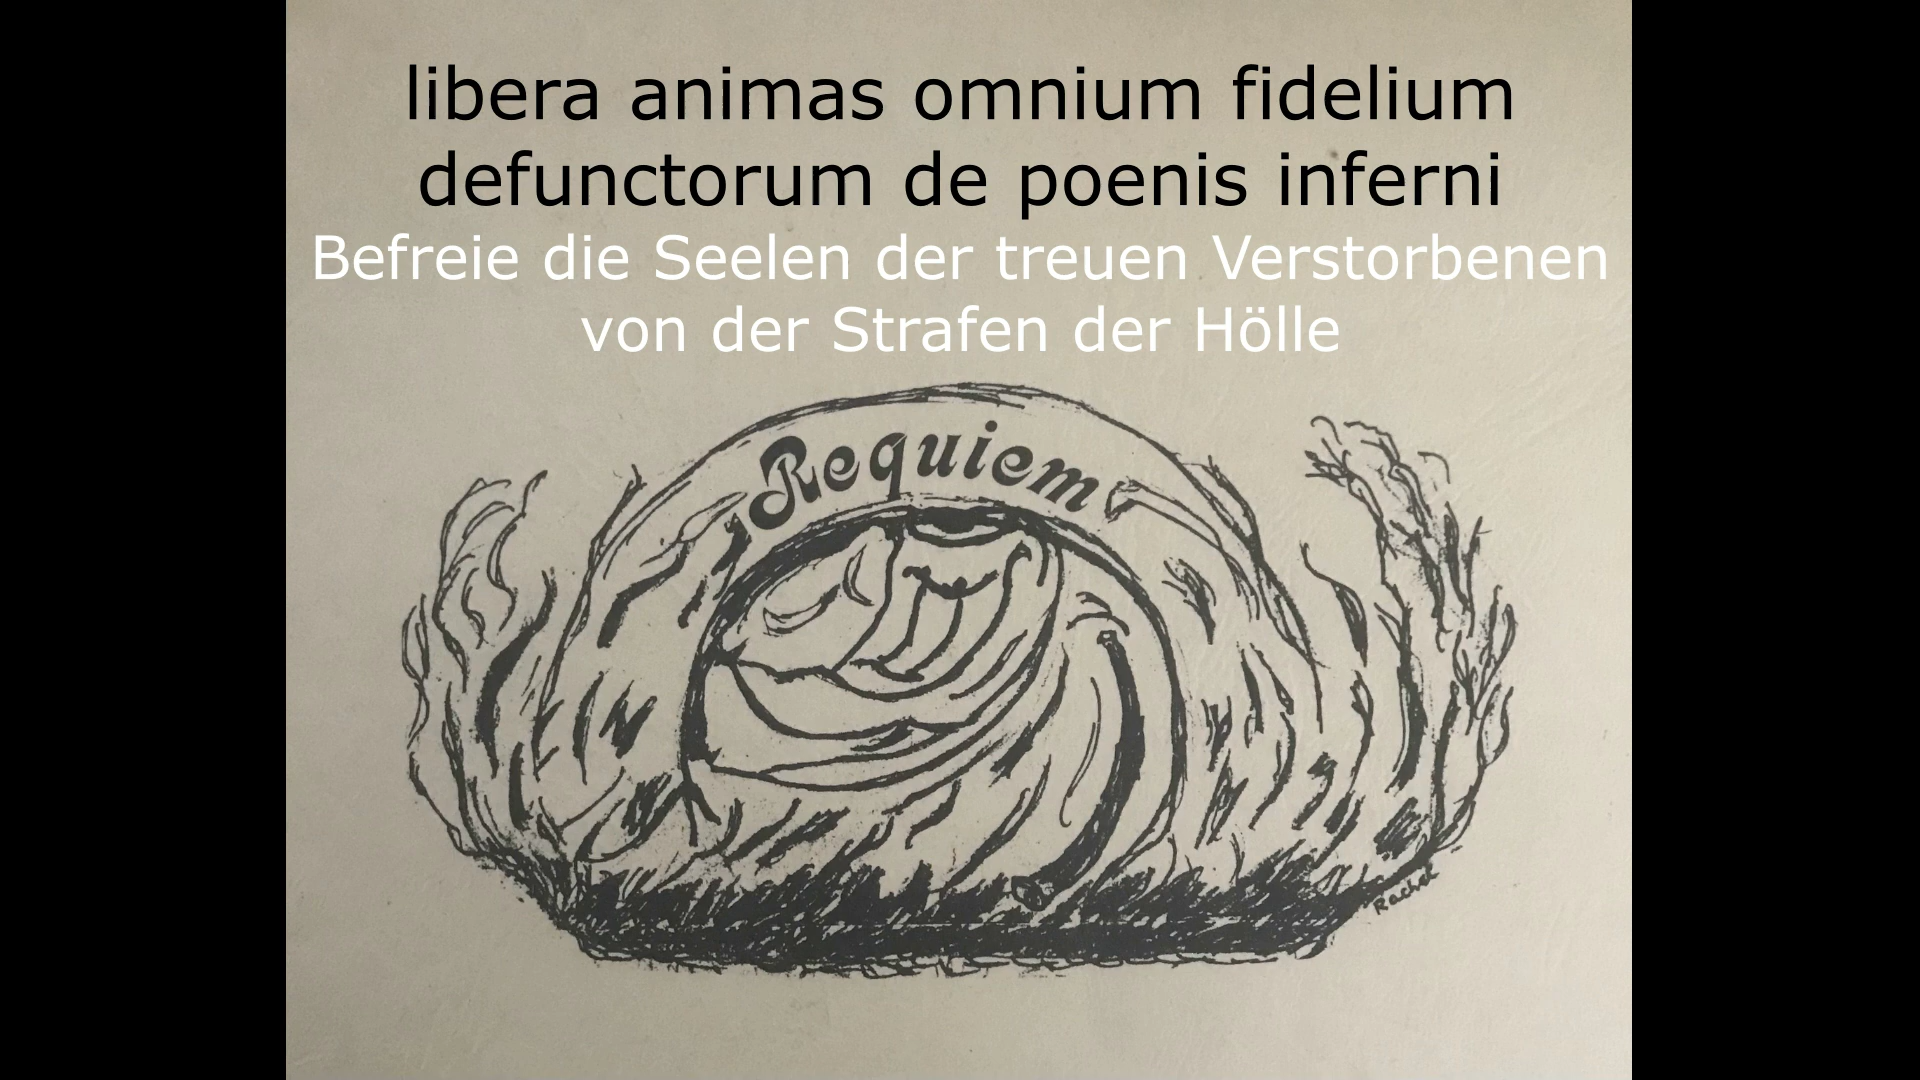 libera animas omnium fidelium
defunctorum de poenis inferni
Befreie die Seelen der treuen Verstorbenen
von der Strafen der Hölle
Requiem
Rachel